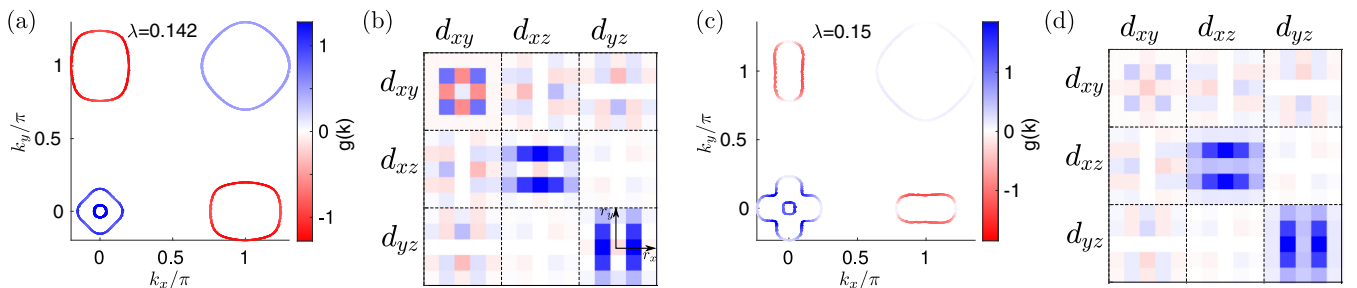 (a)
λ=0.142
1
0.5
0
0
0.5
1
k_x/π
k_y/π
1
0
-1
g(k)
(b)
d_xy d_xz d_yz
d_xy
d_xz
d_yz
r_y
r_x
(c)
λ=0.15
1
0.5
0
0
0.5
1
k_x/π
k_y/π
1
0
-1
g(k)
(d)
d_xy d_xz d_yz
d_xy
d_xz
d_yz